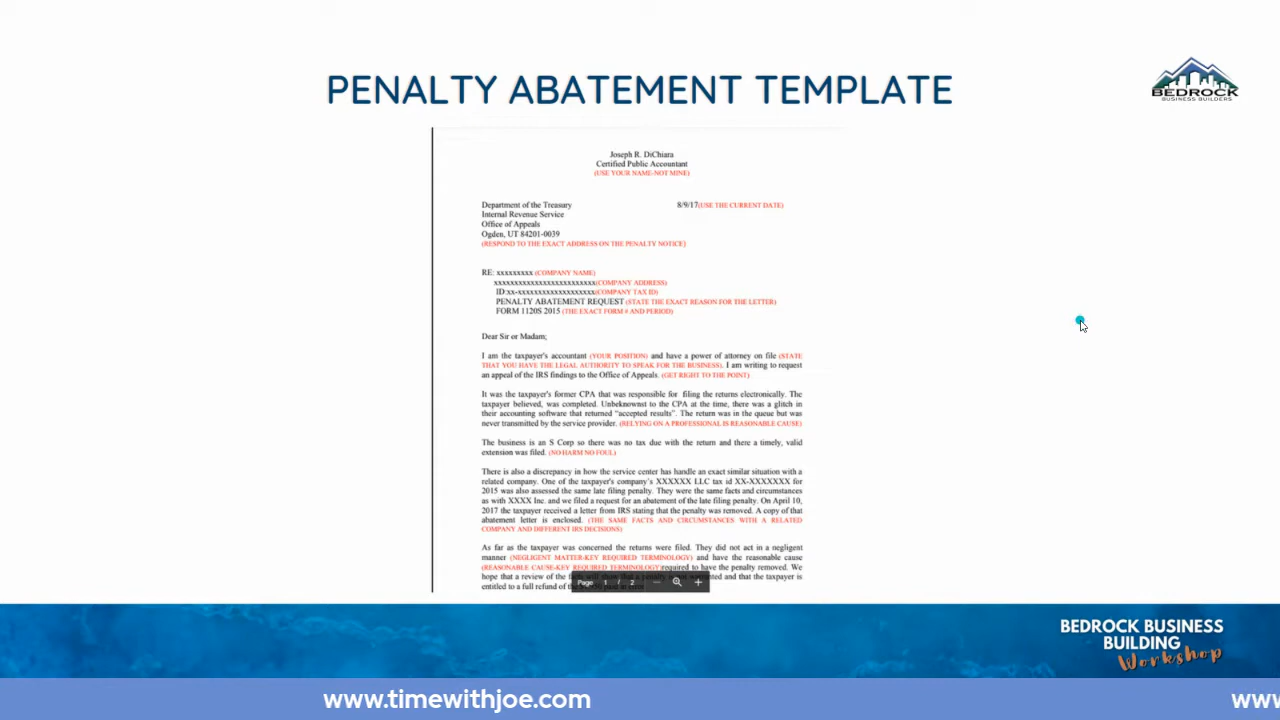 PENALTY ABATEMENT TEMPLATE
BEDROCK
BUSINESS BUILDERS
Joseph R. DiChiara
Certified Public Accountant
(USE YOUR NAME-NOT MINE)
Department of the Treasury 8/9/17(USE THE CURRENT DATE)
Internal Revenue Service
Office of Appeals
Ogden, UT 84201-0039
(RESPOND TO THE EXACT ADDRESS ON THE PENALTY NOTICE)
RE: xxxxxxxxx (COMPANY NAME)
xxxxxxxxxxxxxxxxxxxxxxxxx(COMPANY ADDRESS)
ID:xx-xxxxxxxxxxxxxxxxxxx(COMPANY TAX ID)
PENALTY ABATEMENT REQUEST (STATE THE EXACT REASON FOR THE LETTER)
FORM 1120S 2015 (THE EXACT FORM # AND PERIOD)
Dear Sir or Madam;
I am the taxpayer's accountant (YOUR POSITION) and have a power of attorney on file (STATE
THAT YOU HAVE THE LEGAL AUTHORITY TO SPEAK FOR THE BUSINESS). I am writing to request
an appeal of the IRS findings to the Office of Appeals. (GET RIGHT TO THE POINT)
It was the taxpayer's former CPA that was responsible for filing the returns electronically. The
taxpayer believed, was completed. Unbeknownst to the CPA at the time, there was a glitch in
their accounting software that returned “accepted results”. The return was in the queue but was
never transmitted by the service provider. (RELYING ON A PROFESSIONAL IS REASONABLE CAUSE)
The business is an S Corp so there was no tax due with the return and there a timely, valid
extension was filed. (NO HARM NO FOUL)
There is also a discrepancy in how the service center has handle an exact similar situation with a
related company. One of the taxpayer's company's XXXXXX LLC tax id XX-XXXXXXX for
2015 was also assessed the same late filing penalty. They were the same facts and circumstances
as with XXXX Inc. and we filed a request for an abatement of the late filing penalty. On April 10,
2017 the taxpayer received a letter from IRS stating that the penalty was removed. A copy of that
abatement letter is enclosed. (THE SAME FACTS AND CIRCUMSTANCES WITH A RELATED
COMPANY AND DIFFERENT IRS DECISIONS)
As far as the taxpayer was concerned the returns were filed. They did not act in a negligent
manner (NEGLIGENT MATTER-KEY REQUIRED TERMINOLOGY) and have the reasonable cause
(REASONABLE CAUSE-KEY REQUIRED TERMINOLOGY)required to have the penalty removed. We
hope that a review of the and that the taxpayer is
entitled to a full refund of
Page 1 / 2
BEDROCK BUSINESS
BUILDING
Workshop
www.timewithjoe.com
www